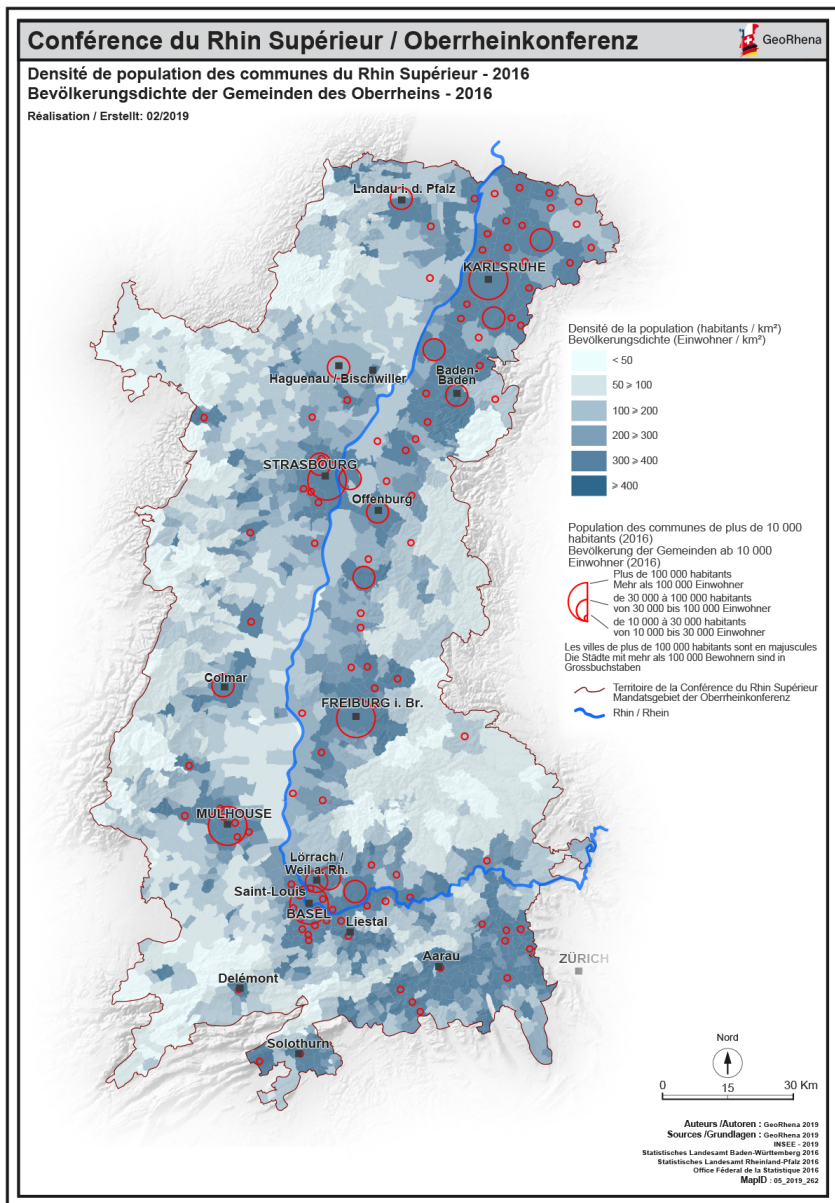 Conférence du Rhin Supérieur / Oberrheinkonferenz
GeoRhena
Densité de population des communes du Rhin Supérieur - 2016
Bevölkerungsdichte der Gemeinden des Oberrheins - 2016
Réalisation / Erstellt: 02/2019
Landau i. d. Pfalz
KARLSRUHE
Haguenau / Bischwiller
Baden-
Baden
STRASBOURG
Offenburg
Colmar
FREIBURG i. Br.
MULHOUSE
Lörrach /
Weil a. Rh.
Saint-Louis
BASEL
Liestal
Aarau
ZÜRICH
Delémont
Solothurn
Densité de la population (habitants / km²)
Bevölkerungsdichte (Einwohner / km²)
< 50
50 ⩾ 100
100 ⩾ 200
200 ⩾ 300
300 ⩾ 400
⩾ 400
Population des communes de plus de 10 000
habitants (2016)
Bevölkerung der Gemeinden ab 10 000
Einwohner (2016)
Plus de 100 000 habitants
Mehr als 100 000 Einwohner
de 30 000 à 100 000 habitants
von 30 000 bis 100 000 Einwohner
de 10 000 à 30 000 habitants
von 10 000 bis 30 000 Einwohner
Les villes de plus de 100 000 habitants sont en majuscules
Die Städte mit mehr als 100 000 Bewohnern sind in
Grossbuchstaben
Territoire de la Conférence du Rhin Supérieur
Mandatsgebiet der Oberrheinkonferenz
Rhin / Rhein
Nord
0 15 30 Km
Auteurs /Autoren : GeoRhena 2019
Sources /Grundlagen : GeoRhena 2019
INSEE - 2019
Statistisches Landesamt Baden-Württemberg 2016
Statistisches Landesamt Rheinland-Pfalz 2016
Office Féderal de la Statistique 2016
MapID : 05_2019_262